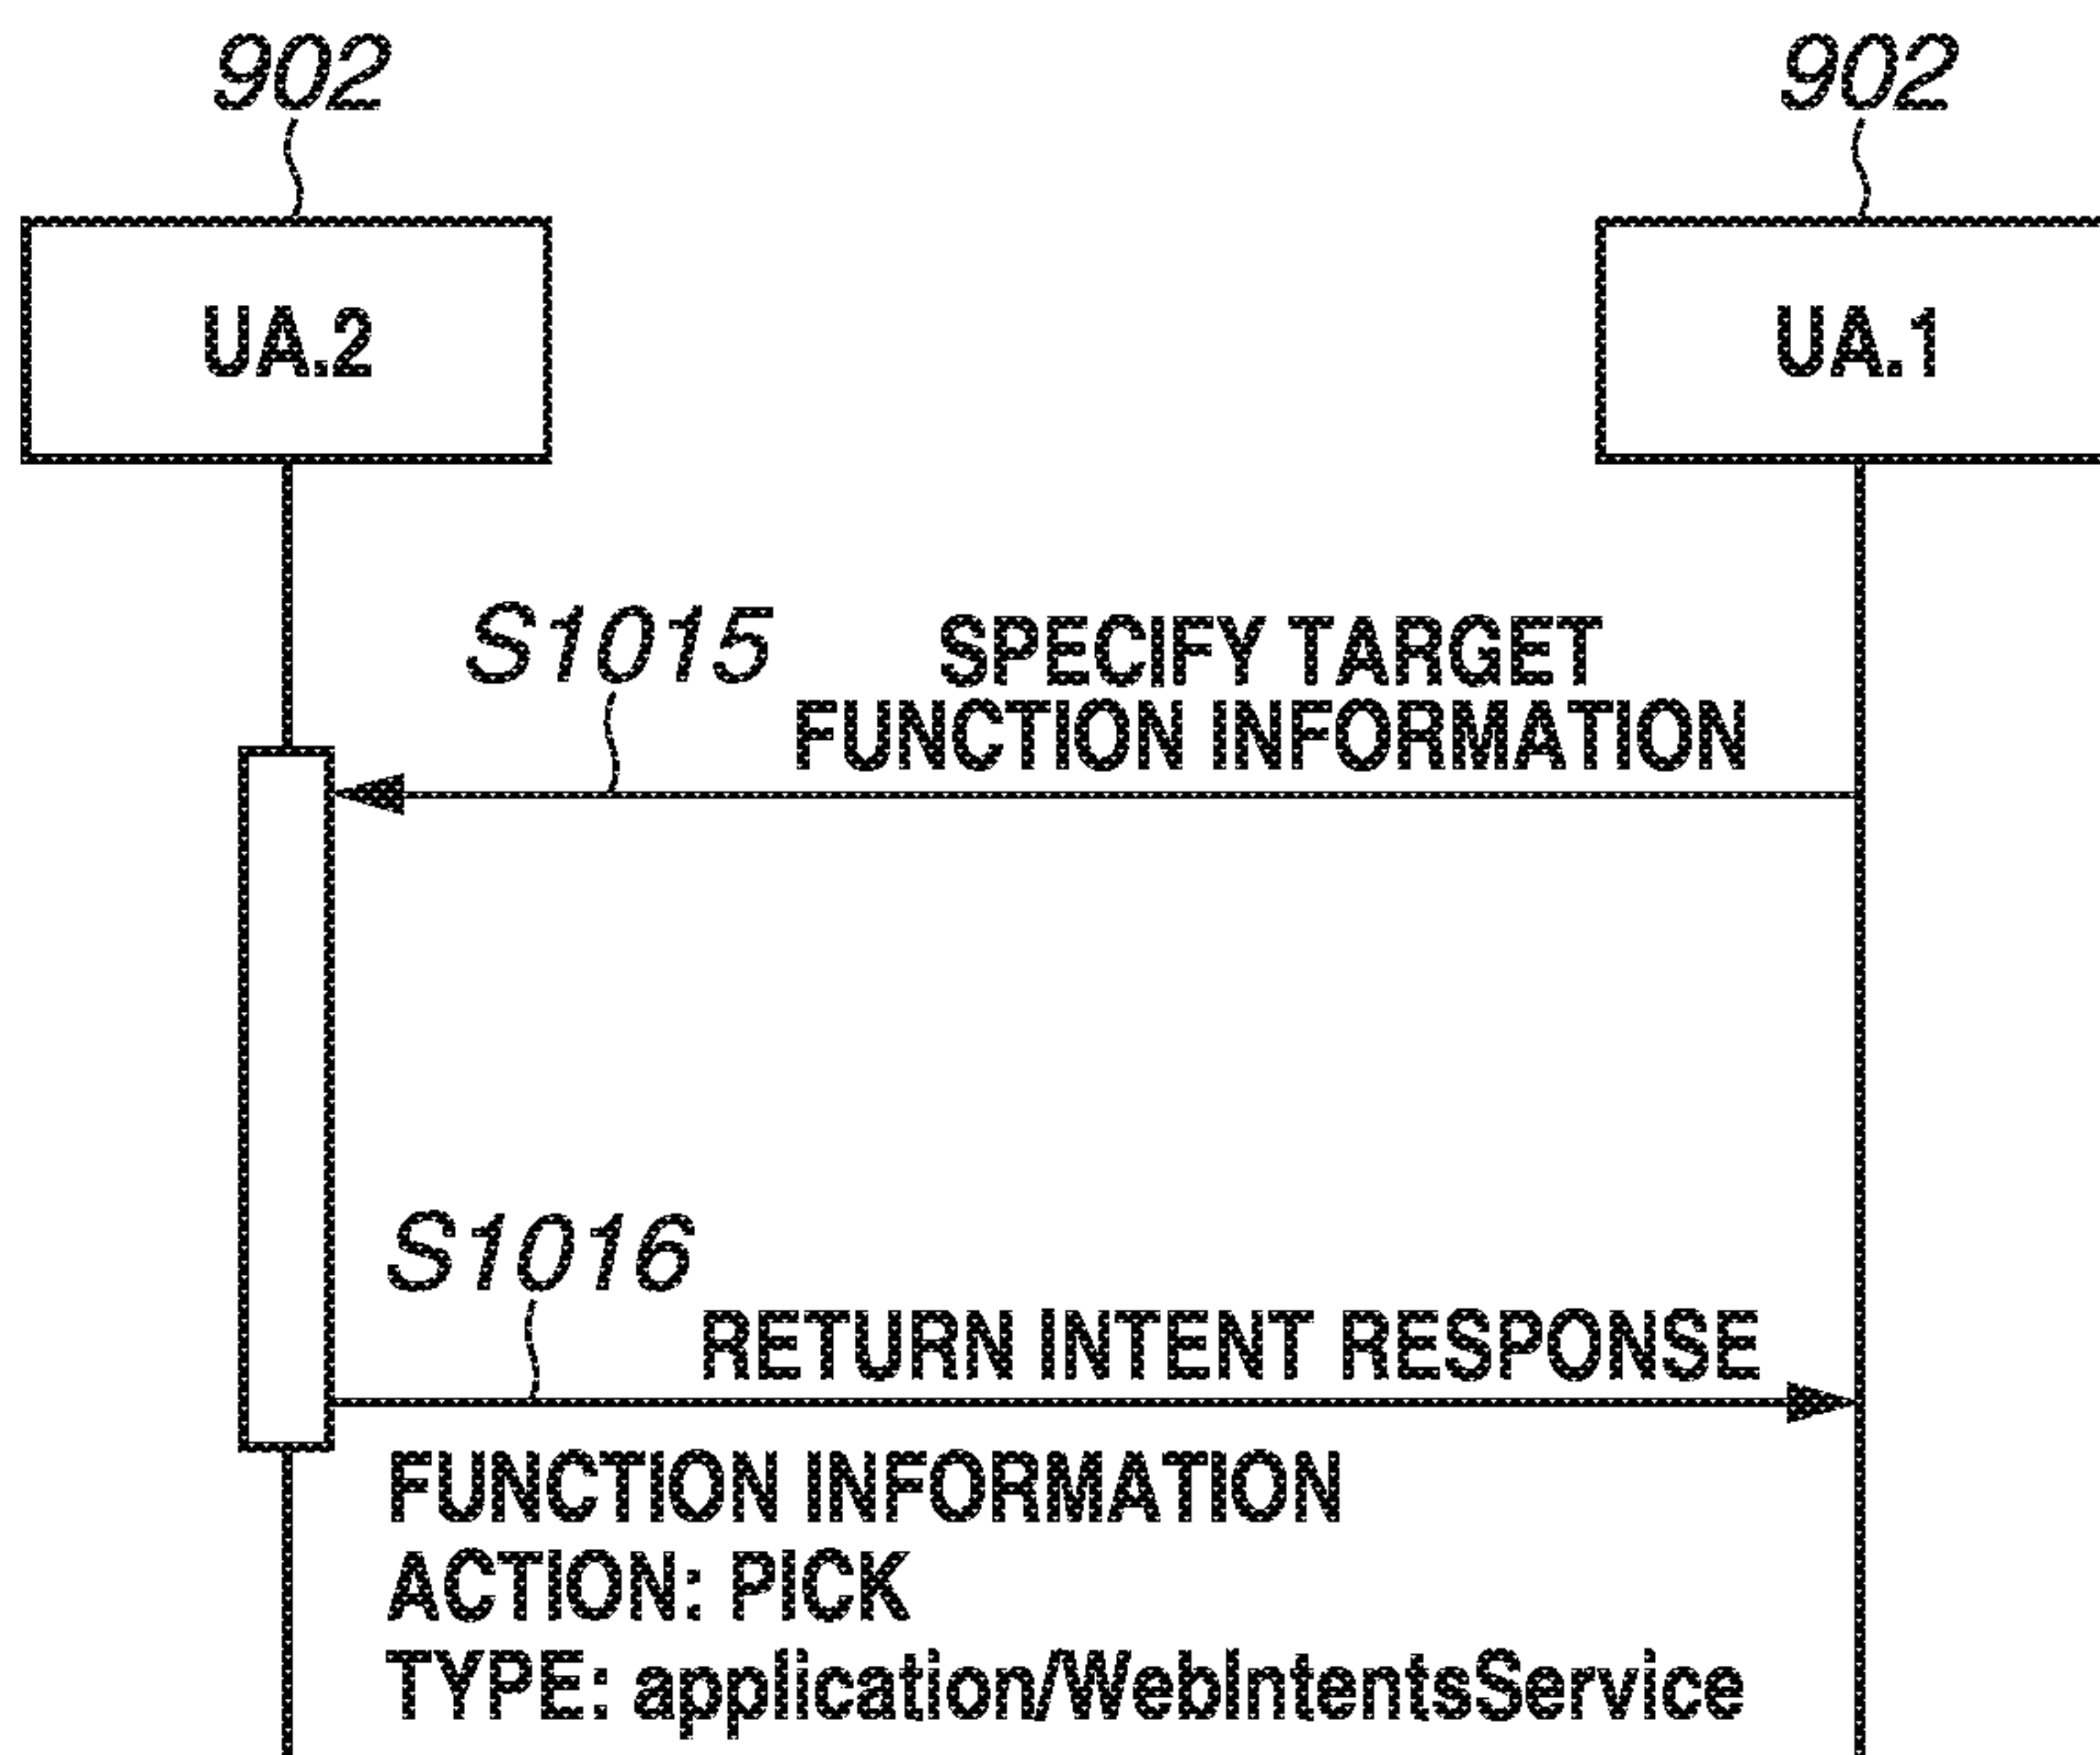 902
902
UA.2
UA.1
S1015
SPECIFY TARGET
FUNCTION INFORMATION
S1016
RETURN INTENT RESPONSE
FUNCTION INFORMATION
ACTION: PICK
TYPE: application/WebIntentsService